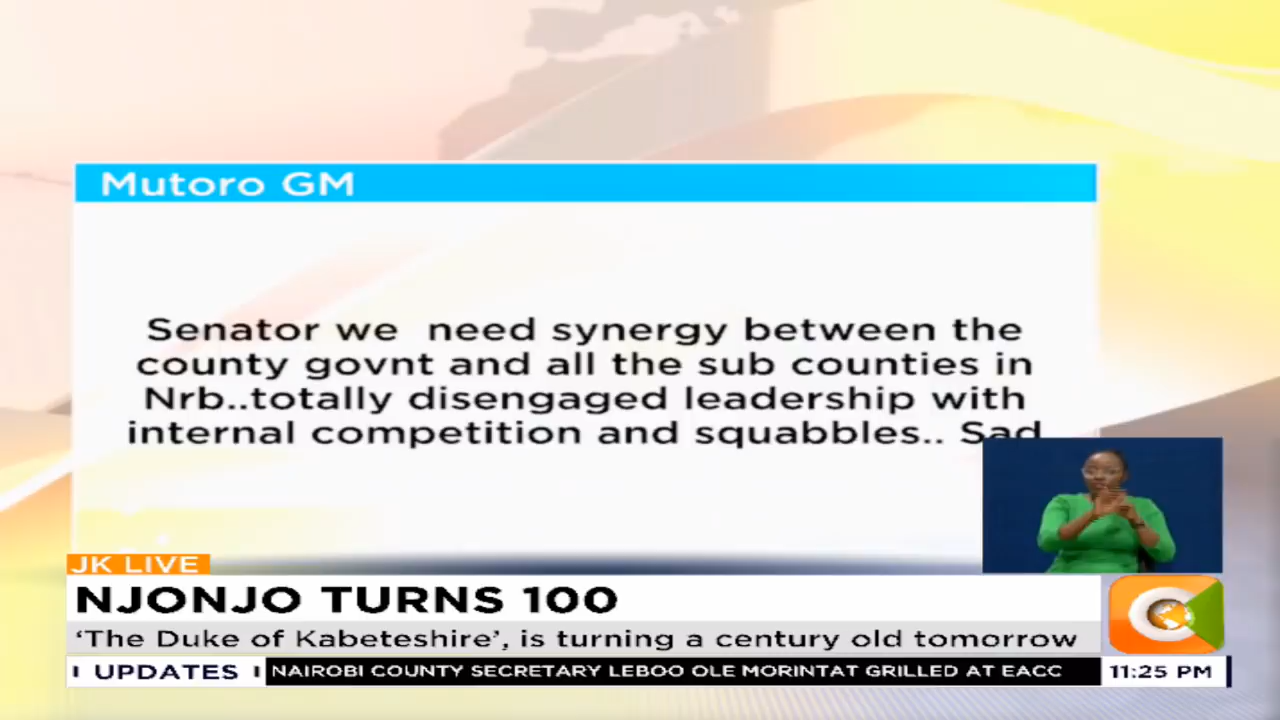 Mutoro GM
Senator we need synergy between the
county govnt and all the sub counties in
Nrb..totally disengaged leadership with
internal competition and squabbles.. Sad
JK LIVE
NJONJO TURNS 100
‘The Duke of Kabeteshire’, is turning a century old tomorrow
UPDATES
NAIROBI COUNTY SECRETARY LEBOO OLE MORINTAT GRILLED AT EACC
11:25 PM